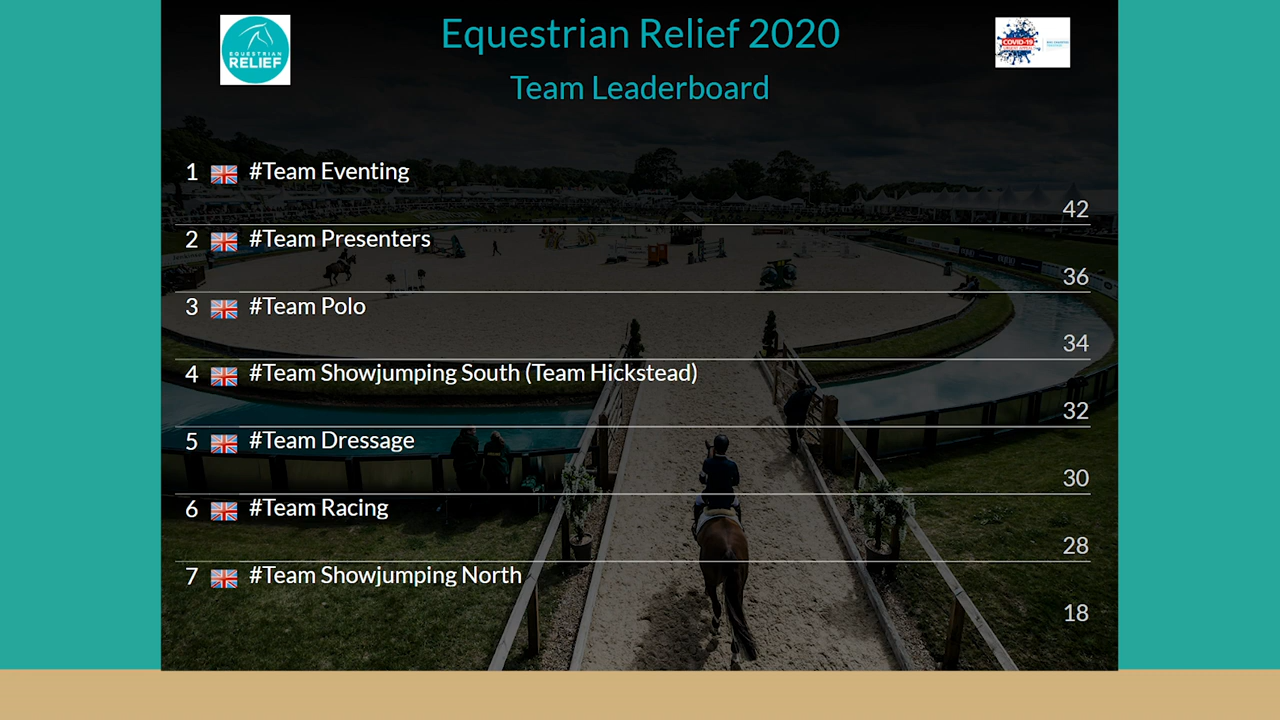 EQUESTRIAN
RELIEF
Equestrian Relief 2020
COVID-19
Team Leaderboard
1 #Team Eventing
42
2 #Team Presenters
36
3 #Team Polo
34
4 #Team Showjumping South (Team Hickstead)
32
5 #Team Dressage
30
6 #Team Racing
28
7 #Team Showjumping North
18